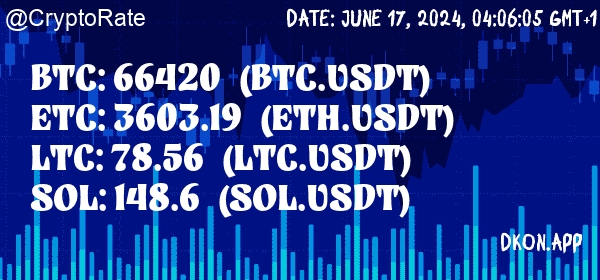 @CryptoRate
DATE: JUNE 17, 2024, 04:06:05 GMT+1
BTC: 66420 (BTC.USDT)
ETC: 3603.19 (ETH.USDT)
LTC: 78.56 (LTC.USDT)
SOL: 148.6 (SOL.USDT)
DKON.APP